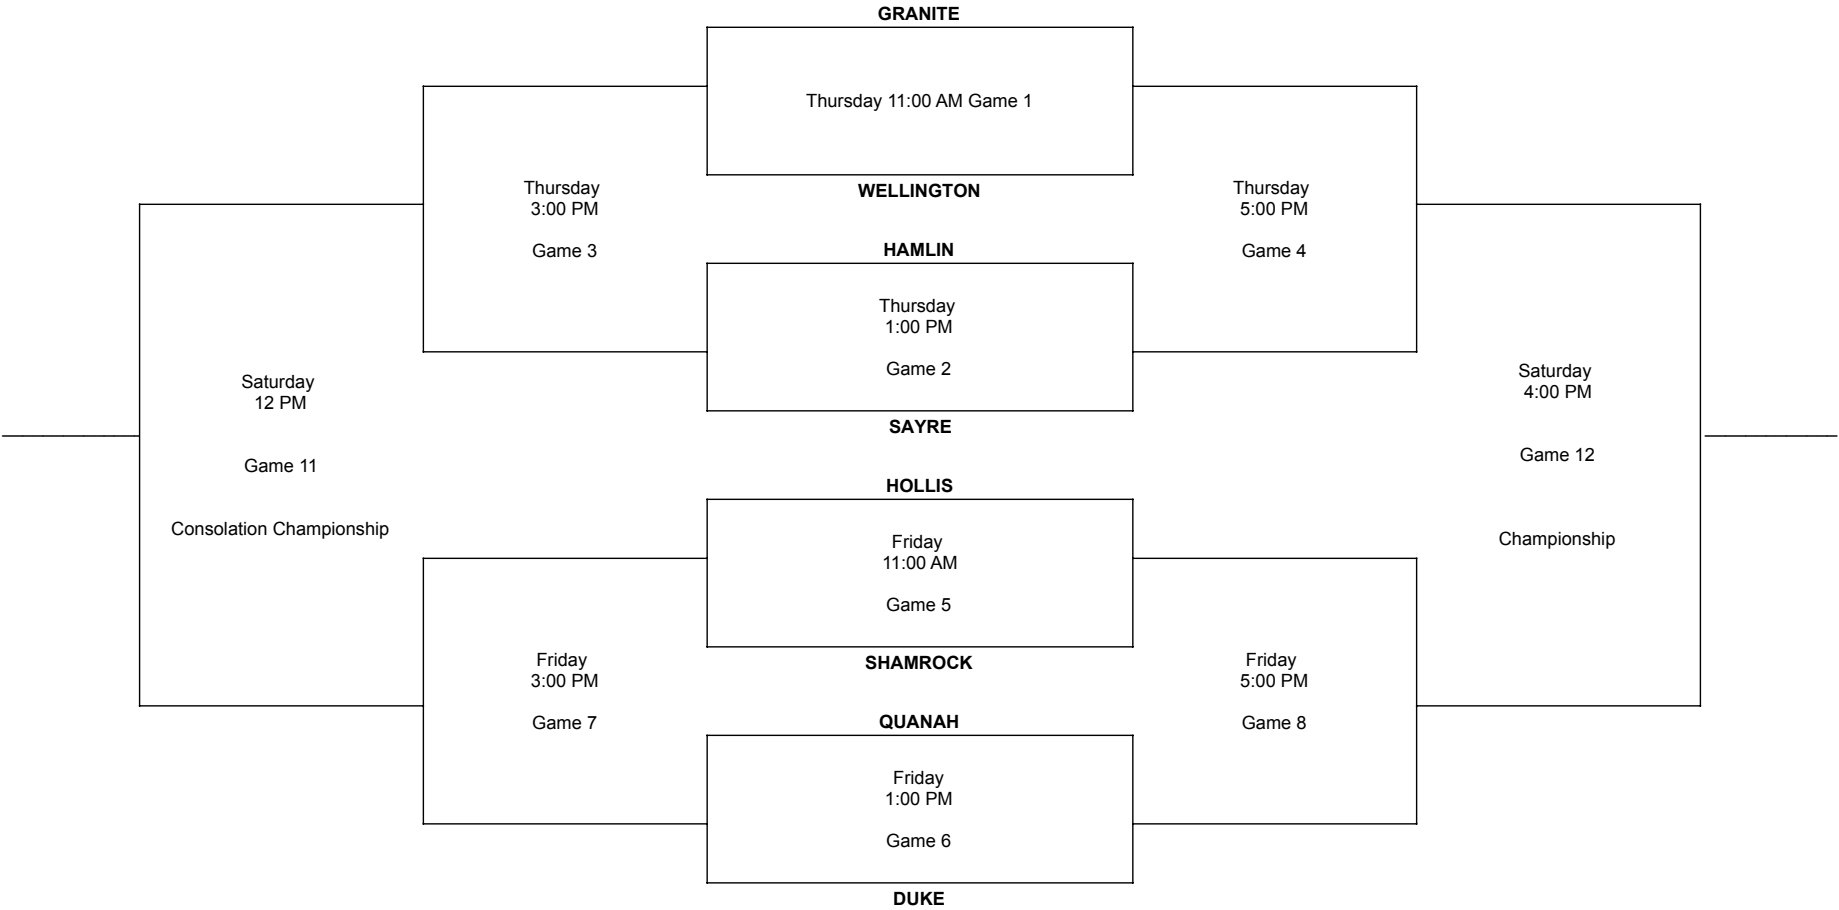 GRANITE
Thursday 11:00 AM Game 1
WELLINGTON
Thursday
3:00 PM
Game 3
Thursday
5:00 PM
Game 4
HAMLIN
Thursday
1:00 PM
Game 2
SAYRE
Saturday
12 PM
Game 11
Consolation Championship
Saturday
4:00 PM
Game 12
Championship
HOLLIS
Friday
11:00 AM
Game 5
SHAMROCK
Friday
3:00 PM
Game 7
Friday
5:00 PM
Game 8
QUANAH
Friday
1:00 PM
Game 6
DUKE